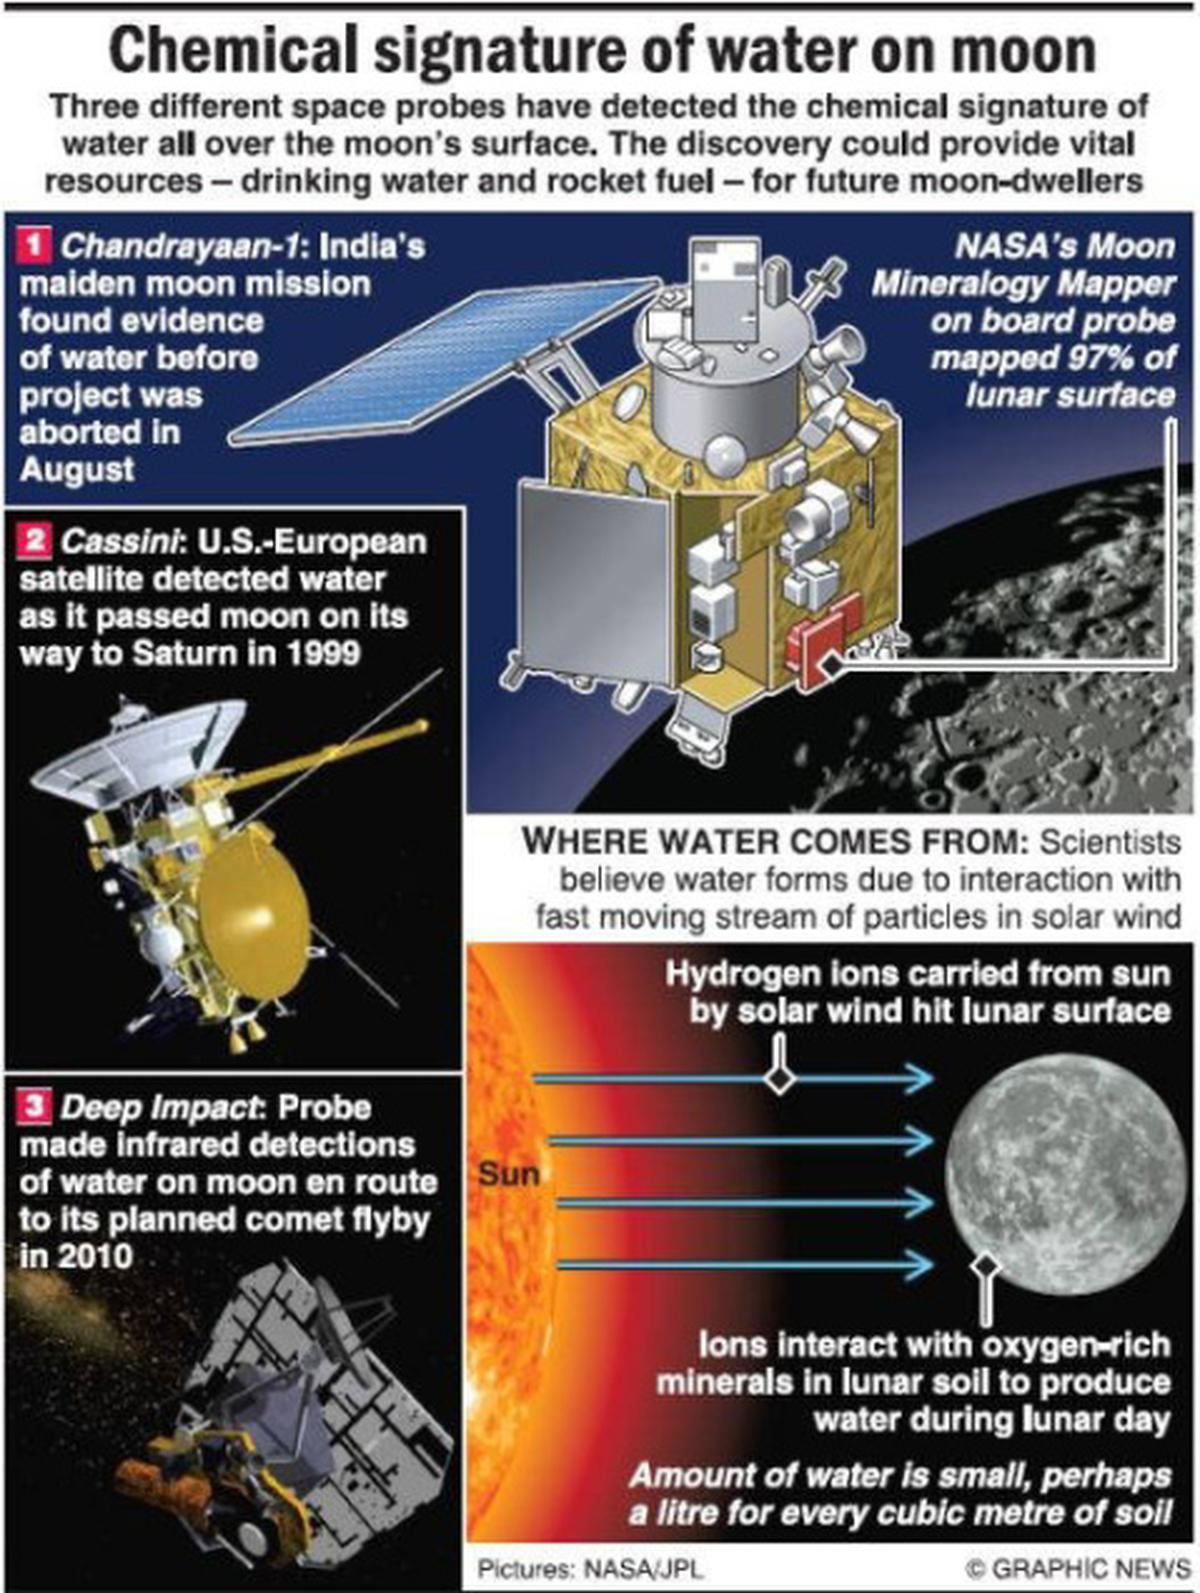 Chemical signature of water on moon
Three different space probes have detected the chemical signature of
water all over the moon's surface. The discovery could provide vital
resources – drinking water and rocket fuel – for future moon-dwellers
1 Chandrayaan-1: India's
maiden moon mission
found evidence
of water before
project was
aborted in
August
NASA's Moon
Mineralogy Mapper
on board probe
mapped 97% of
lunar surface
2 Cassini: U.S.-European
satellite detected water
as it passed moon on its
way to Saturn in 1999
3 Deep Impact: Probe
made infrared detections
of water on moon en route
to its planned comet flyby
in 2010
WHERE WATER COMES FROM: Scientists
believe water forms due to interaction with
fast moving stream of particles in solar wind
Hydrogen ions carried from sun
by solar wind hit lunar surface
Sun
Ions interact with oxygen-rich
minerals in lunar soil to produce
water during lunar day
Amount of water is small, perhaps
a litre for every cubic metre of soil
Pictures: NASA/JPL
© GRAPHIC NEWS